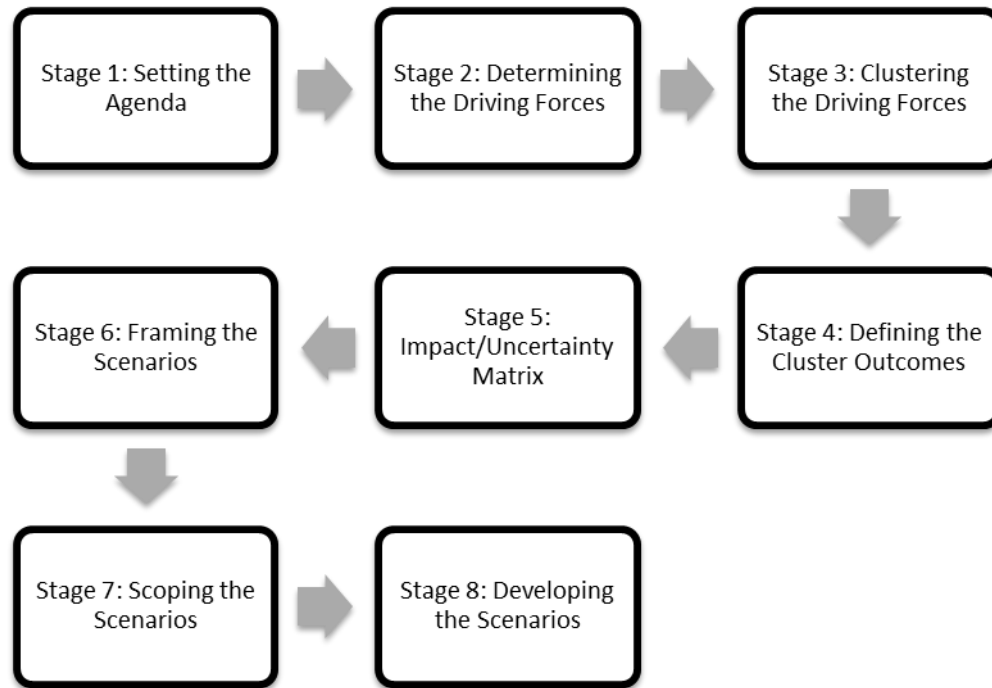 Stage 1: Setting the
Agenda
Stage 2: Determining
the Driving Forces
Stage 3: Clustering
the Driving Forces
Stage 4: Defining the
Cluster Outcomes
Stage 5:
Impact/Uncertainty
Matrix
Stage 6: Framing the
Scenarios
Stage 7: Scoping the
Scenarios
Stage 8: Developing
the Scenarios